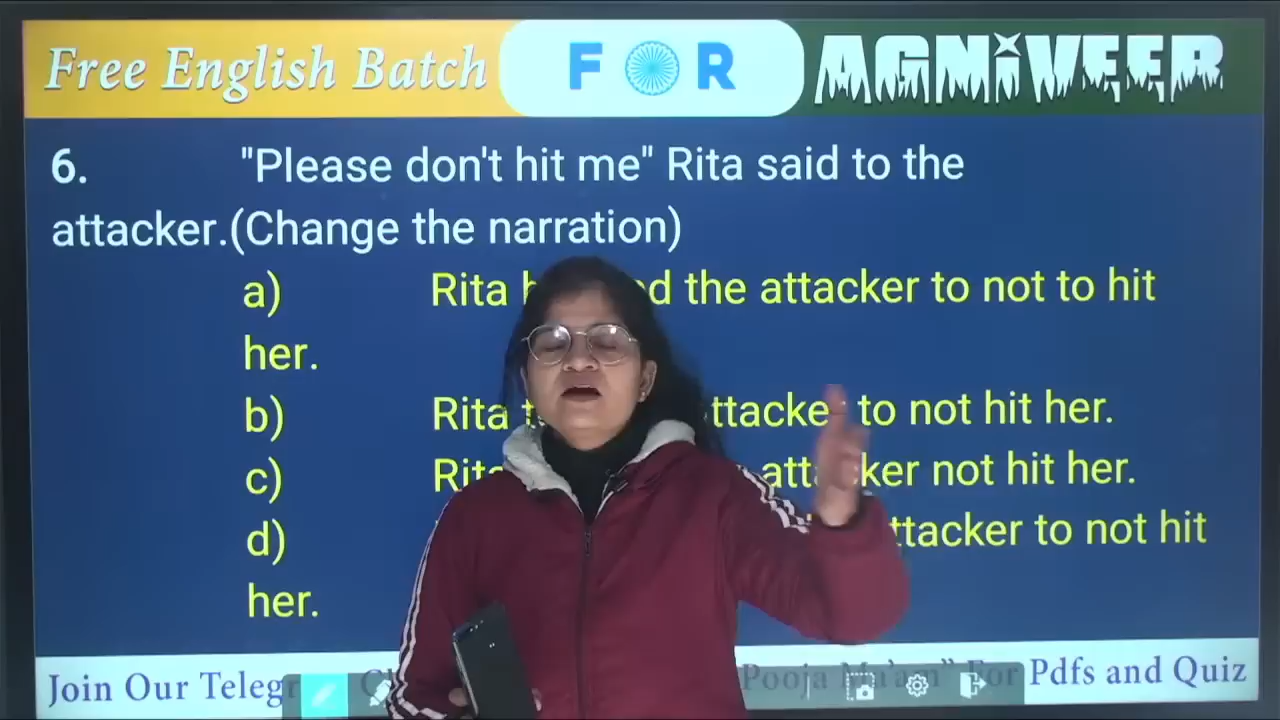 Free English Batch FOR AGNiVEER
6. "Please don't hit me" Rita said to the
attacker.(Change the narration)
a) Rita the attacker to not to hit
her.
b) Rita to not hit her.
c) not hit her.
d) to not hit
her.
Join Our For Pdfs and Quiz